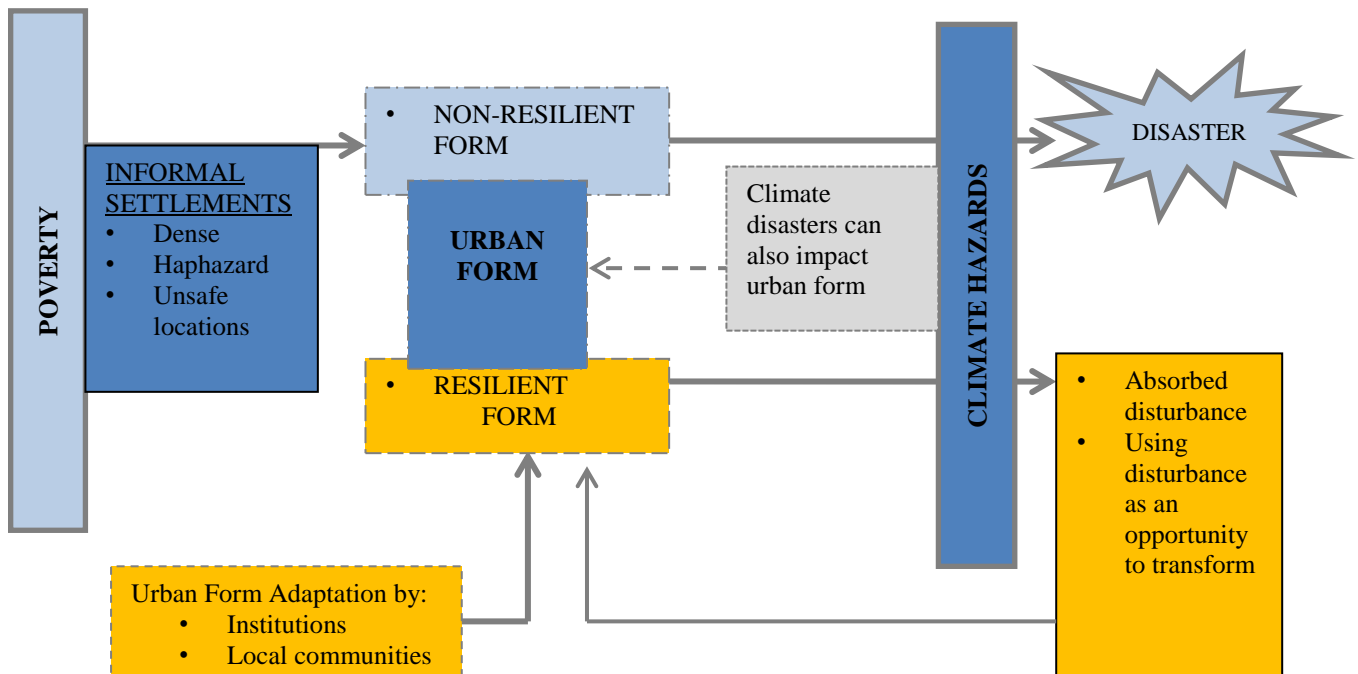 POVERTY
INFORMAL
SETTLEMENTS
• Dense
• Haphazard
• Unsafe
locations
• NON-RESILIENT
FORM
URBAN
FORM
• RESILIENT
FORM
Climate
disasters can
also impact
urban form
CLIMATE HAZARDS
DISASTER
• Absorbed
disturbance
• Using
disturbance
as an
opportunity
to transform
Urban Form Adaptation by:
• Institutions
• Local communities